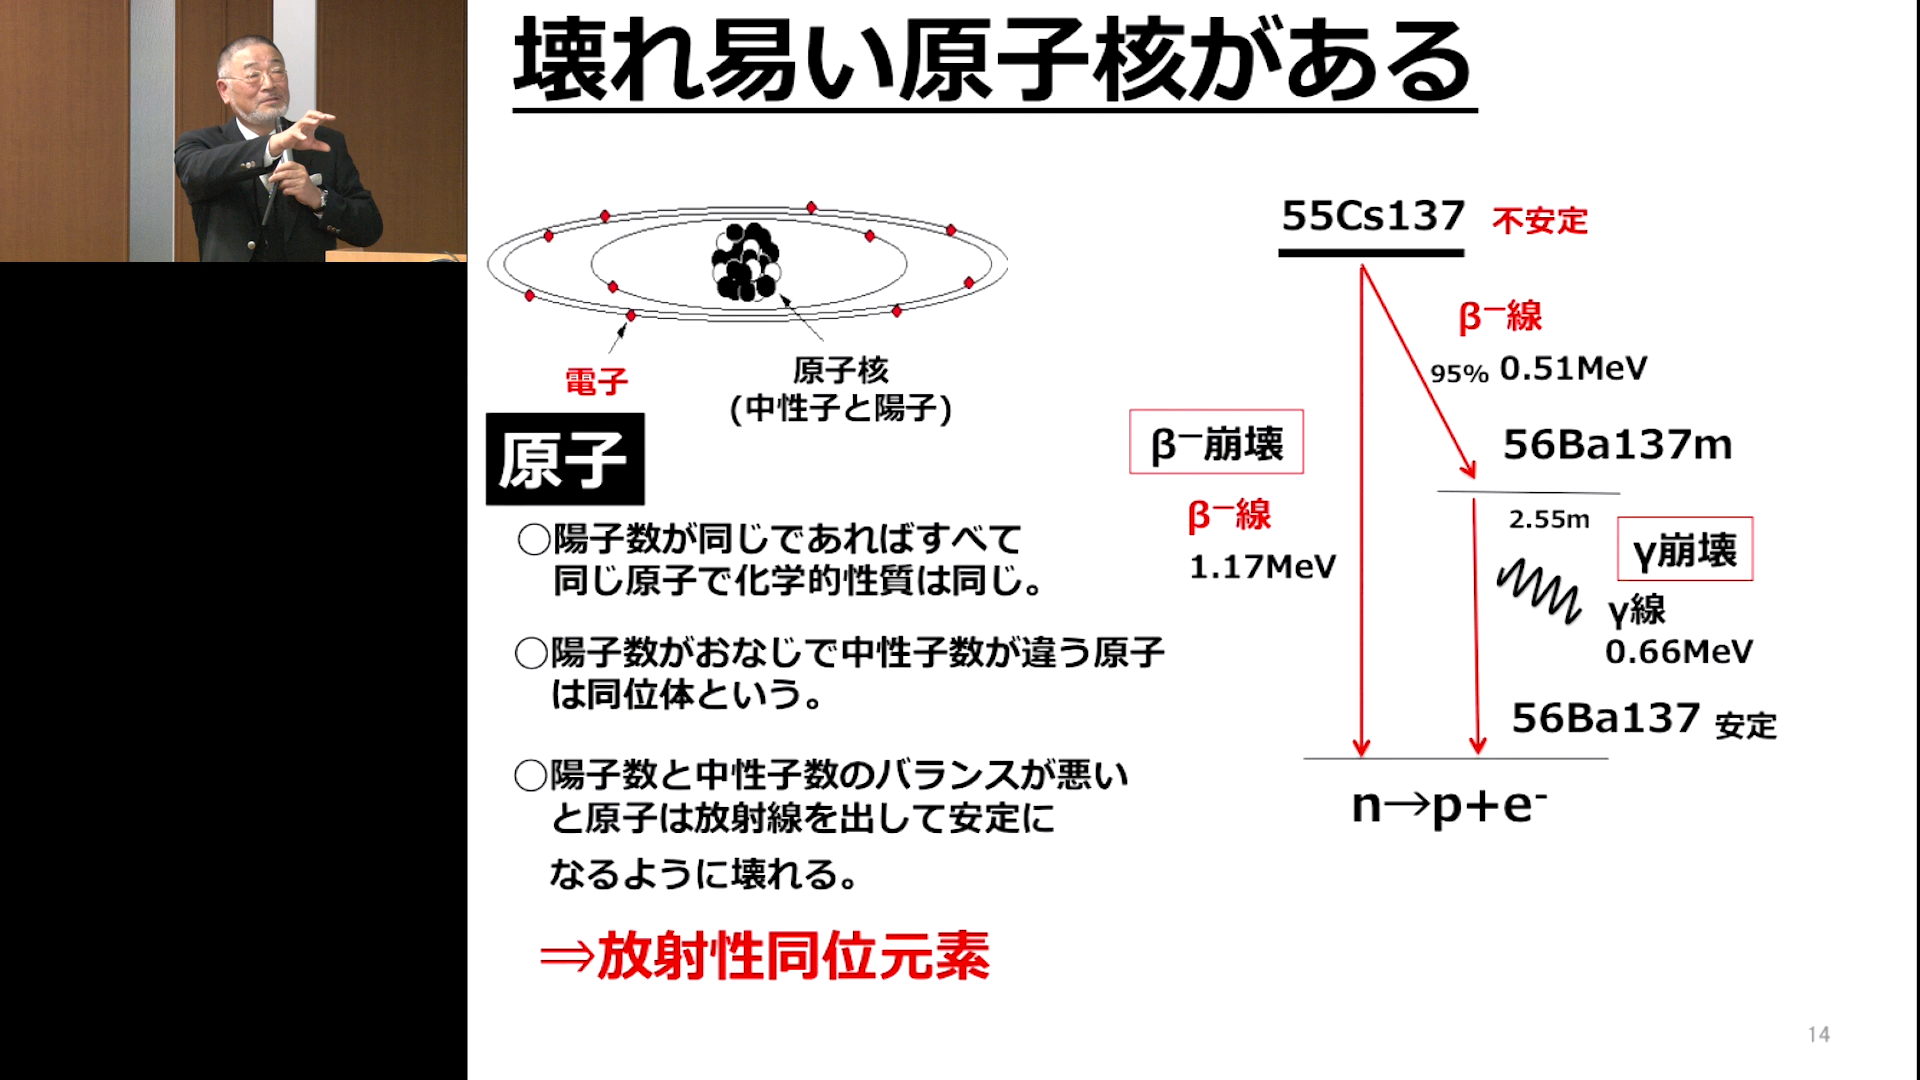 壊れ易い原子核がある
電子
原子核
(中性子と陽子)
原子
○陽子数が同じであればすべて
同じ原子で化学的性質は同じ。
○陽子数がおなじで中性子数が違う原子
は同位体という。
○陽子数と中性子数のバランスが悪い
と原子は放射線を出して安定に
なるように壊れる。
⇒放射性同位元素
55Cs137 不安定
β⁻線
95% 0.51MeV
56Ba137m
β⁻崩壊
β⁻線
1.17MeV
2.55m
γ崩壊
γ線
0.66MeV
56Ba137 安定
n→p+e⁻
14